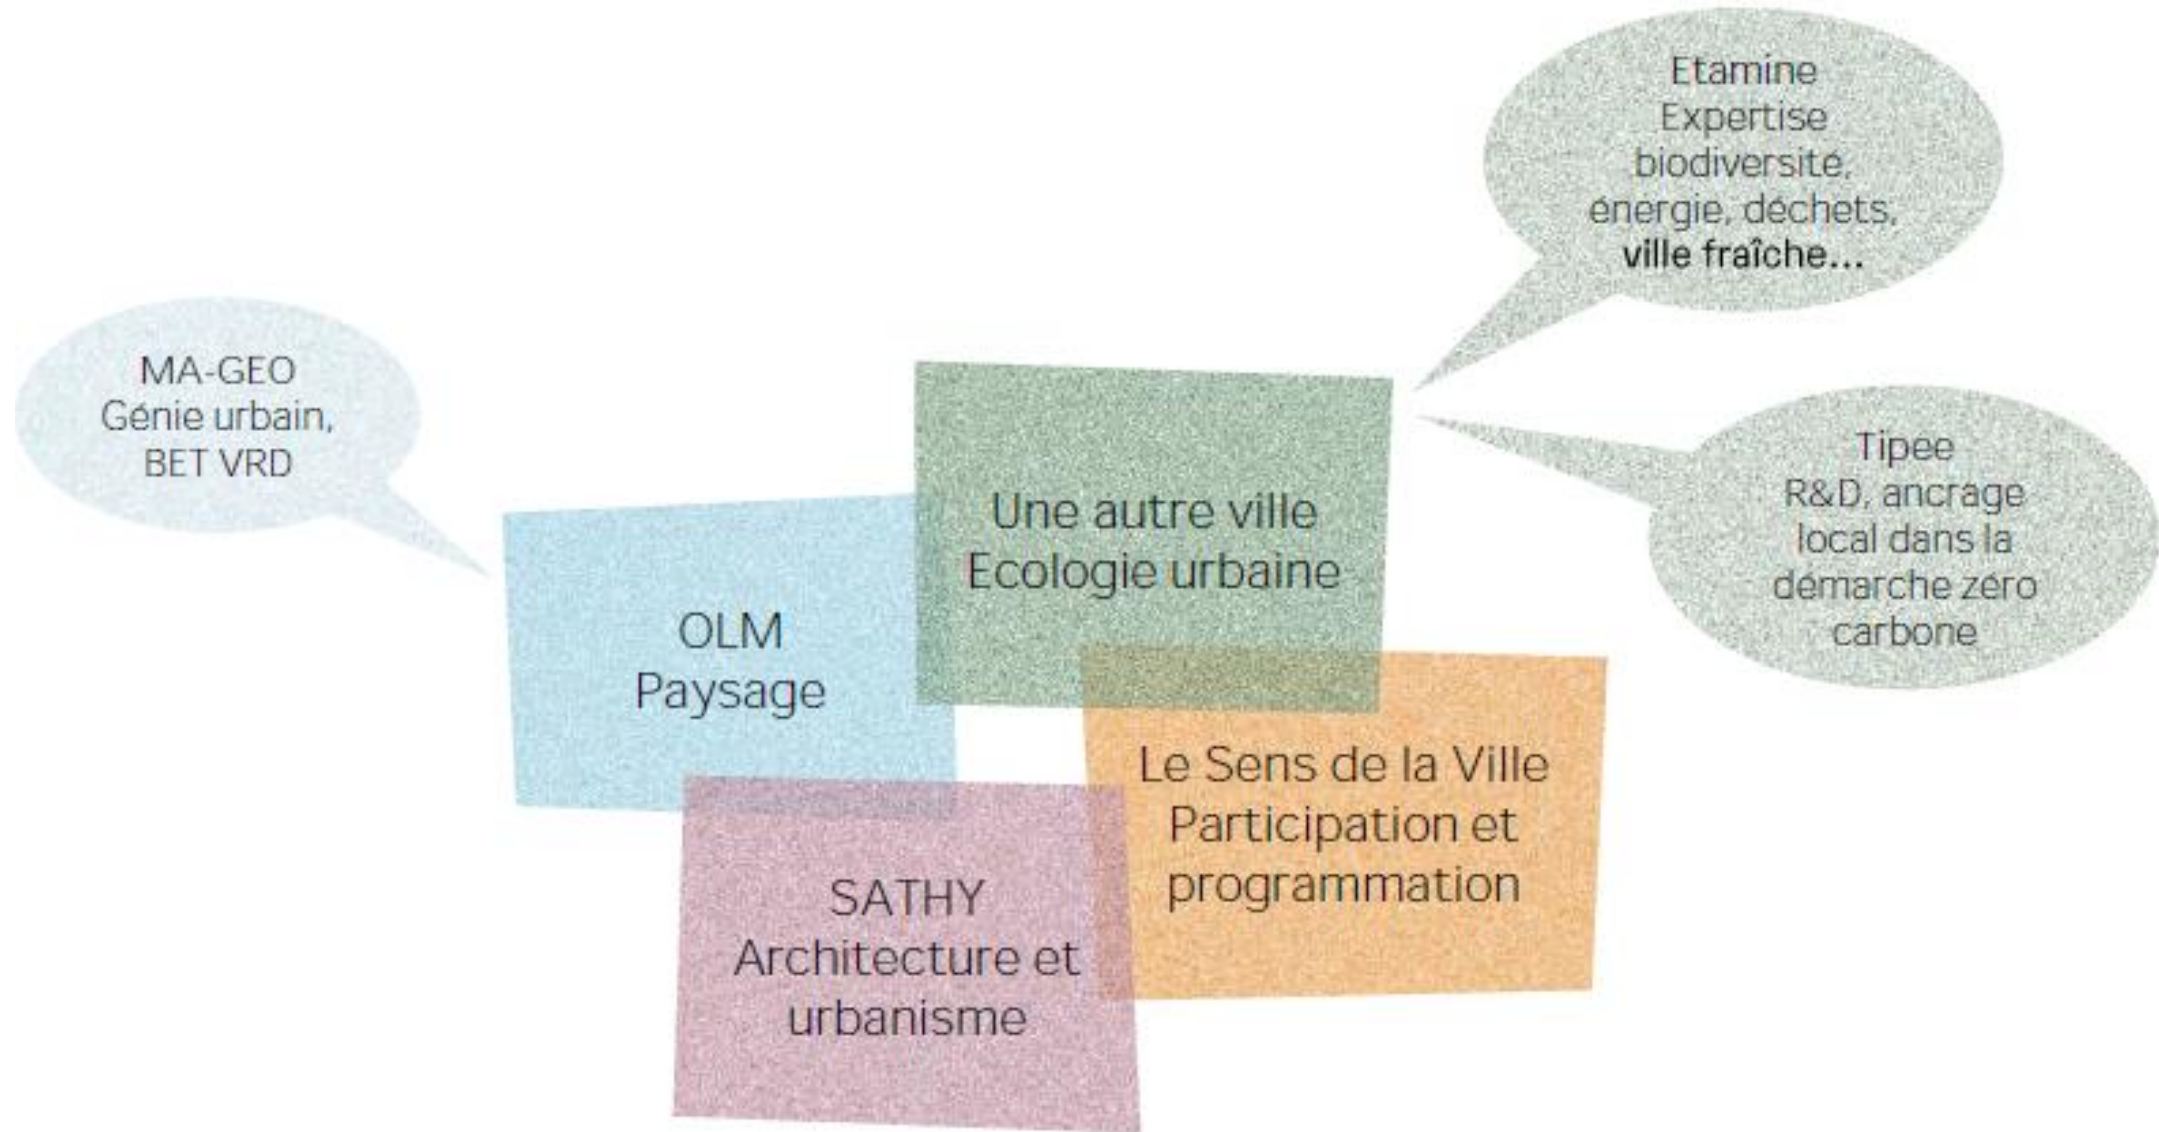 Etamine
Expertise
biodiversité,
énergie, déchets,
ville fraîche...
MA-GEO
Génie urbain,
BET VRD
Une autre ville
Ecologie urbaine
Tipee
R&D, ancrage
local dans la
démarche zéro
carbone
OLM
Paysage
Le Sens de la Ville
Participation et
programmation
SATHY
Architecture et
urbanisme